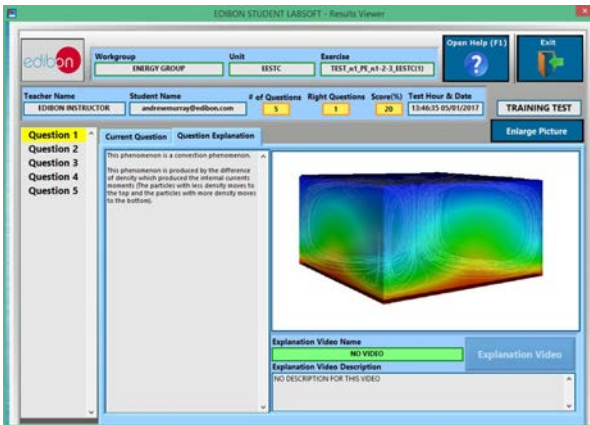 EDIBON STUDENT LABSOFT - Results Viewer
edibon
Workgroup
Unit
Exercise
ENERGY GROUP
EESTC
TEST_n1_PE_n1-2-3_EESTC(1)
Open Help (F1)
Exit
Teacher Name
Student Name
# of Questions
Right Questions
Score(%)
Test Hour & Date
EDIBON INSTRUCTOR
andrewmurray@edibon.com
5
1
20
13:46:35 05/01/2017
TRAINING TEST
Question 1
Question 2
Question 3
Question 4
Question 5
Current Question
Question Explanation
Enlarge Picture
This phenomenon is a convection phenomenon.
This phenomenon is produced by the difference
of density which produced the internal currents
moments (The particles with less density moves to
the top and the particles with more density moves
to the bottom).
Explanation Video Name
NO VIDEO
Explanation Video
Explanation Video Description
NO DESCRIPTION FOR THIS VIDEO